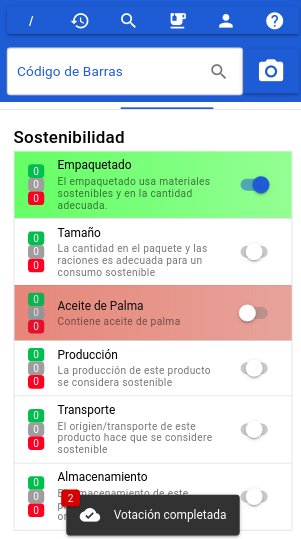 /
Código de Barras
Sostenibilidad
0
0
0
Empaquetado
El empaquetado usa materiales
sostenibles y en la cantidad
adecuada.
0
0
0
Tamaño
La cantidad en el paquete y las
raciones es adecuada para un
consumo sostenible
0
0
0
Aceite de Palma
Contiene aceite de palma
0
0
0
Producción
La producción de este producto
se considera sostenible
0
0
0
Transporte
El origien/transporte de este
producto hace que se considere
sostenible
0
0
0
Almacenamiento
2
Votación completada